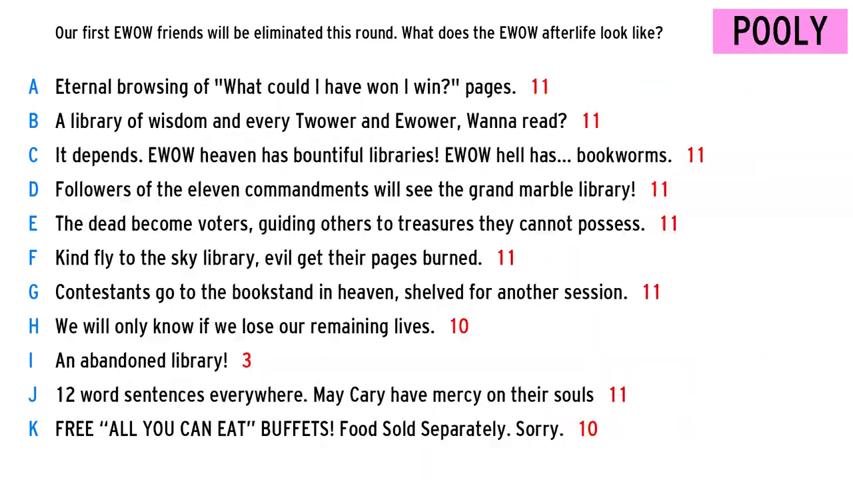 Our first EWOW friends will be eliminated this round. What does the EWOW afterlife look like?
POOLY
A Eternal browsing of "What could I have won I win?" pages. 11
B A library of wisdom and every Twower and Ewower, Wanna read? 11
C It depends. EWOW heaven has bountiful libraries! EWOW hell has... bookworms. 11
D Followers of the eleven commandments will see the grand marble library! 11
E The dead become voters, guiding others to treasures they cannot possess. 11
F Kind fly to the sky library, evil get their pages burned. 11
G Contestants go to the bookstand in heaven, shelved for another session. 11
H We will only know if we lose our remaining lives. 10
I An abandoned library! 3
J 12 word sentences everywhere. May Cary have mercy on their souls 11
K FREE “ALL YOU CAN EAT” BUFFETS! Food Sold Separately. Sorry. 10